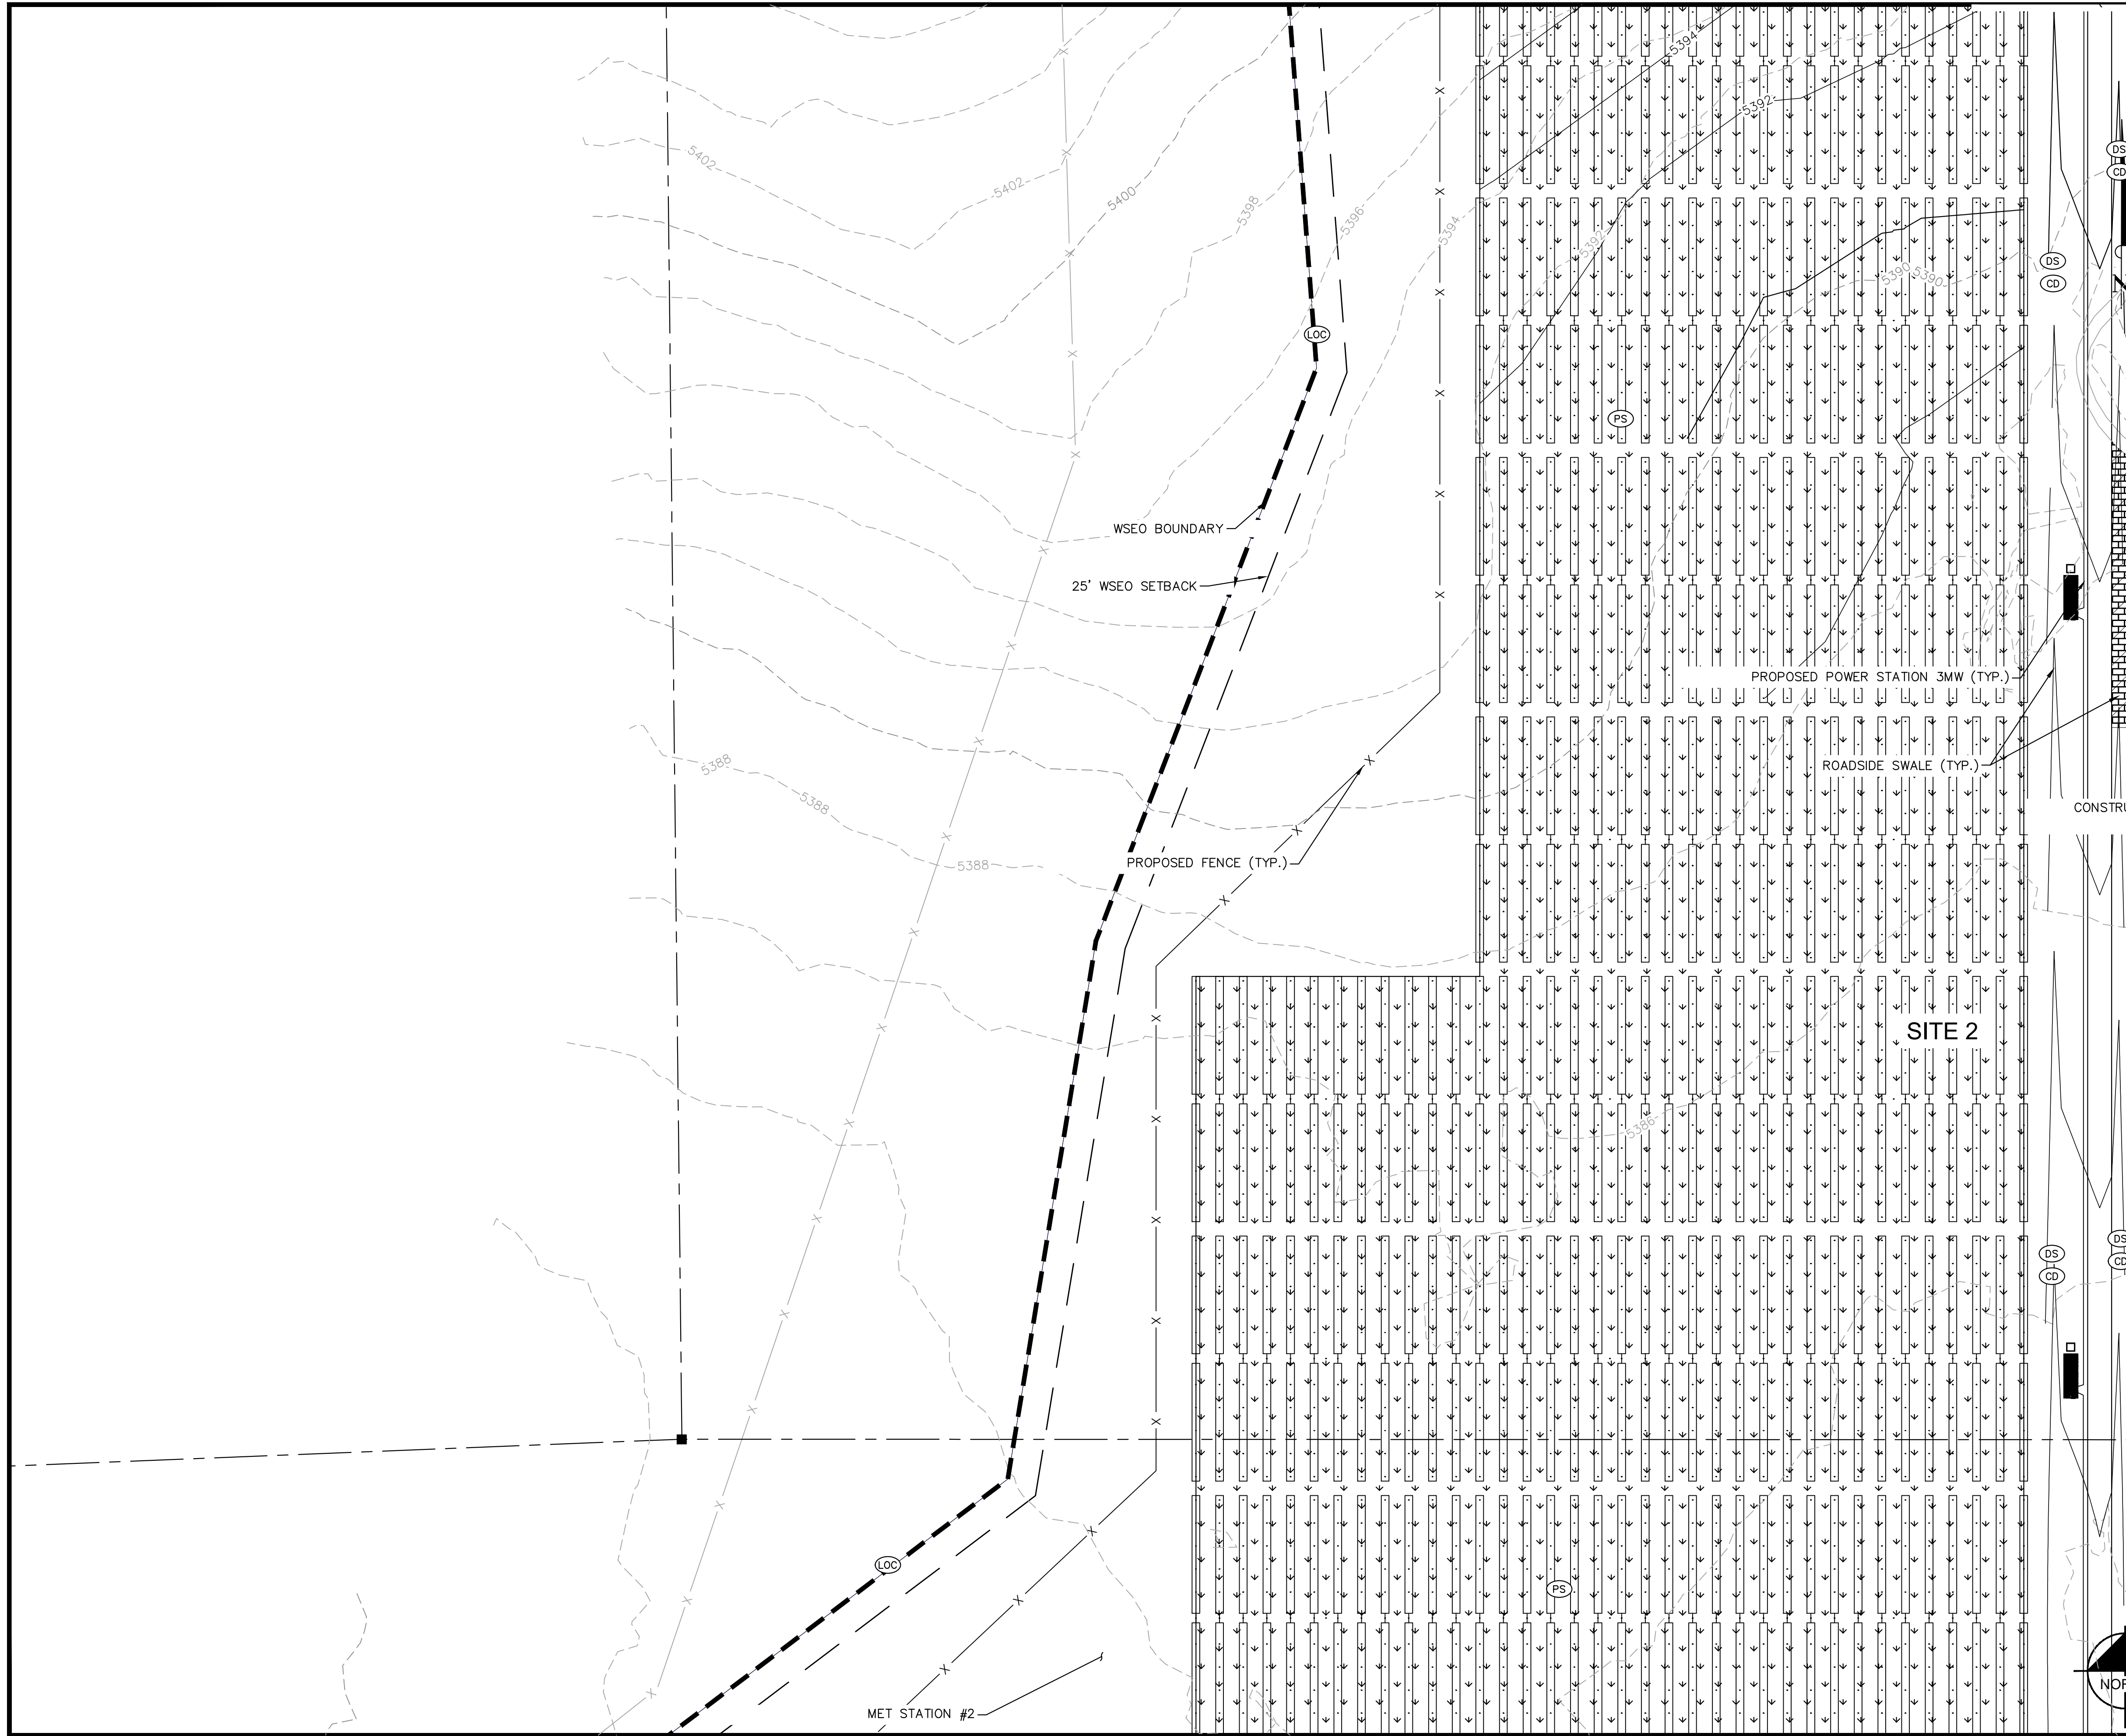 5394
5392
DS
CD
5402
5402
5400
5398
5396
5394
5392
5390
5390
DS
CD
LOC
PS
WSEO BOUNDARY
25' WSEO SETBACK
PROPOSED POWER STATION 3MW (TYP.)
ROADSIDE SWALE (TYP.)
5388
5388
CONSTRU
PROPOSED FENCE (TYP.)
5388
SITE 2
5386
DS
CD
DS
CD
LOC
PS
NOR
MET STATION #2